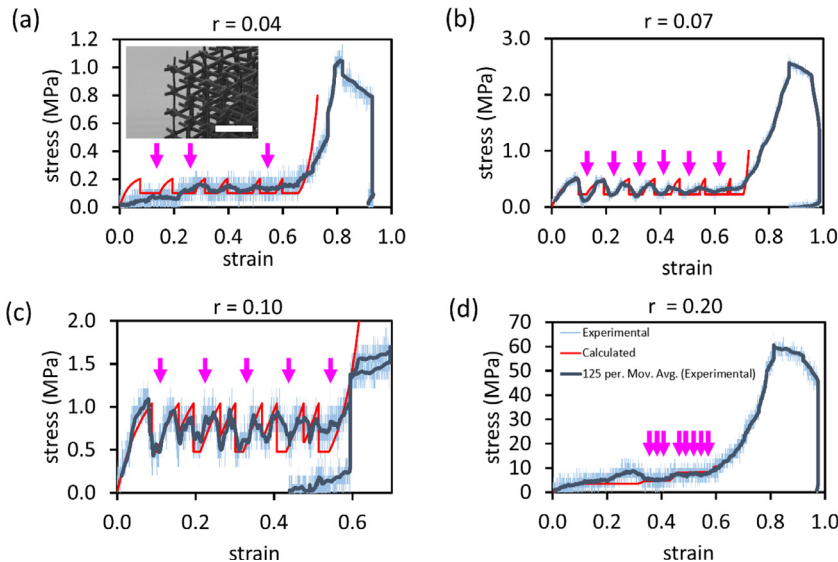 (a)
r = 0.04
stress (MPa)
1.2
1.0
0.8
0.6
0.4
0.2
0.0
0.0 0.2 0.4 0.6 0.8 1.0
strain
(b)
r = 0.07
stress (MPa)
3.0
2.0
1.0
0.0
0.0 0.2 0.4 0.6 0.8 1.0
strain
(c)
r = 0.10
stress (MPa)
2.0
1.5
1.0
0.5
0.0
0.0 0.2 0.4 0.6
strain
(d)
r = 0.20
stress (MPa)
70
60
50
40
30
20
10
0
Experimental
Calculated
125 per. Mov. Avg. (Experimental)
0.0 0.2 0.4 0.6 0.8 1.0
strain